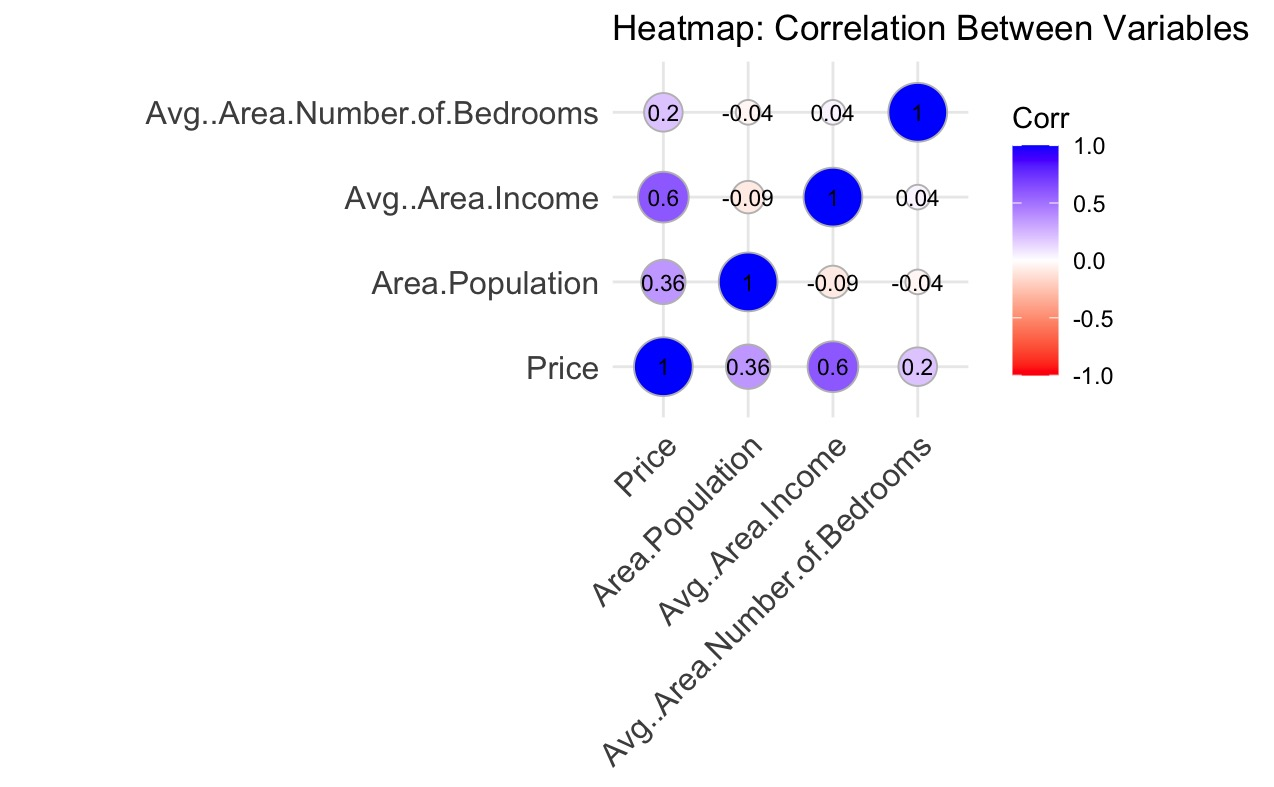 Heatmap: Correlation Between Variables
Avg..Area.Number.of.Bedrooms 0.2 -0.04 0.04 1
Avg..Area.Income 0.6 -0.09 1 0.04
Area.Population 0.36 1 -0.09 -0.04
Price 1 0.36 0.6 0.2
Price
Area.Population
Avg..Area.Income
Avg..Area.Number.of.Bedrooms
Corr
1.0
0.5
0.0
-0.5
-1.0